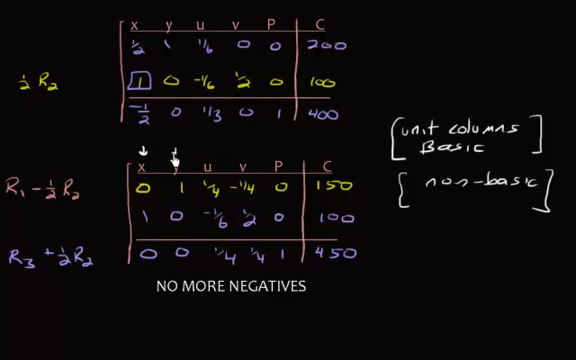 x y u v P C
1/2 1 1/6 0 0 200
1/2 R2 1 0 -1/6 1/2 0 100
-1/2 0 1/3 0 1 400
[unit columns Basic]
x y u v P C
R1 - 1/2 R2 0 1 1/4 -1/4 0 150
[non-basic]
1 0 -1/6 1/2 0 100
R3 + 1/2 R2 0 0 1/4 1/4 1 450
NO MORE NEGATIVES